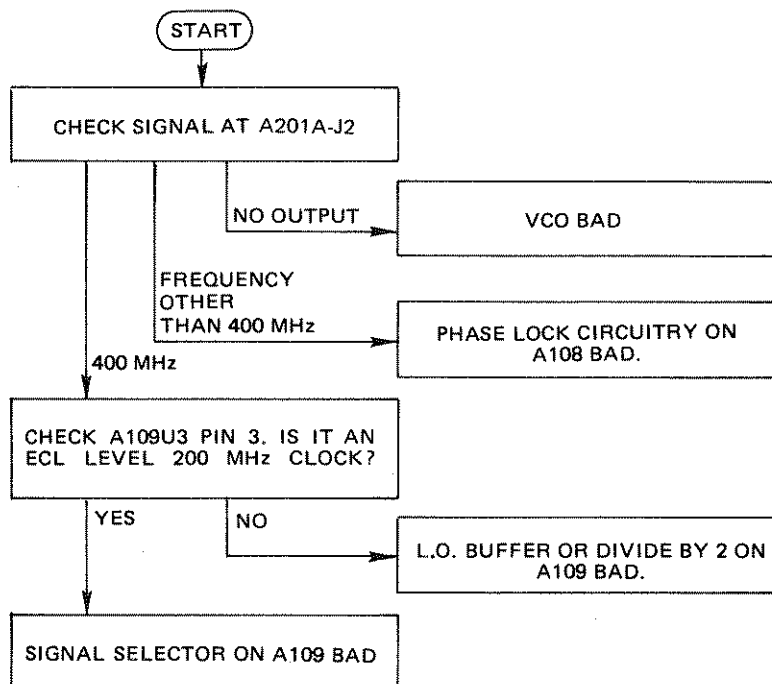 START
CHECK SIGNAL AT A201A-J2
NO OUTPUT
VCO BAD
FREQUENCY
OTHER
THAN 400 MHz
PHASE LOCK CIRCUITRY ON
A108 BAD.
400 MHz
CHECK A109U3 PIN 3. IS IT AN
ECL LEVEL 200 MHz CLOCK?
YES
NO
L.O. BUFFER OR DIVIDE BY 2 ON
A109 BAD.
SIGNAL SELECTOR ON A109 BAD